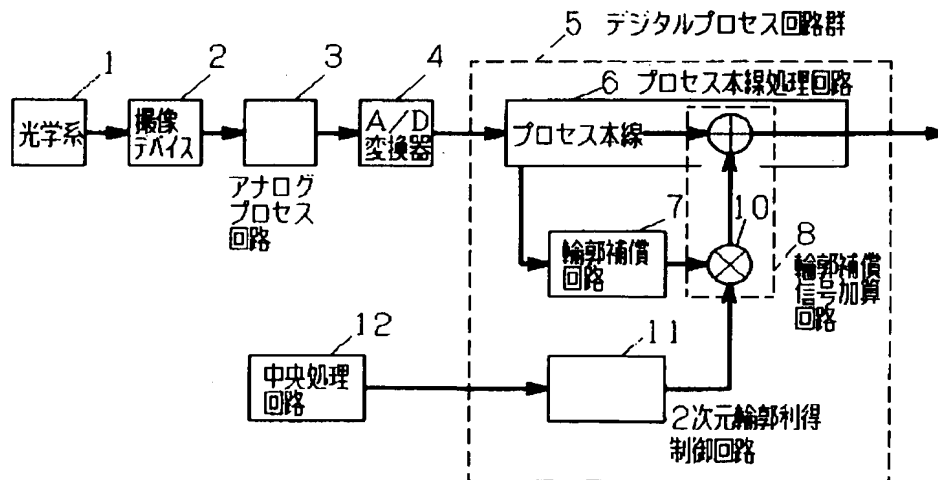 5 デジタルプロセス回路群
1
2
3
4
6 プロセス本線処理回路
光学系
撮像
デバイス
A/D
変換器
プロセス本線
アナログ
プロセス
回路
7
10
8
輪郭補償
回路
輪郭補償
信号加算
回路
12
11
中央処理
回路
2次元輪郭利得
制御回路